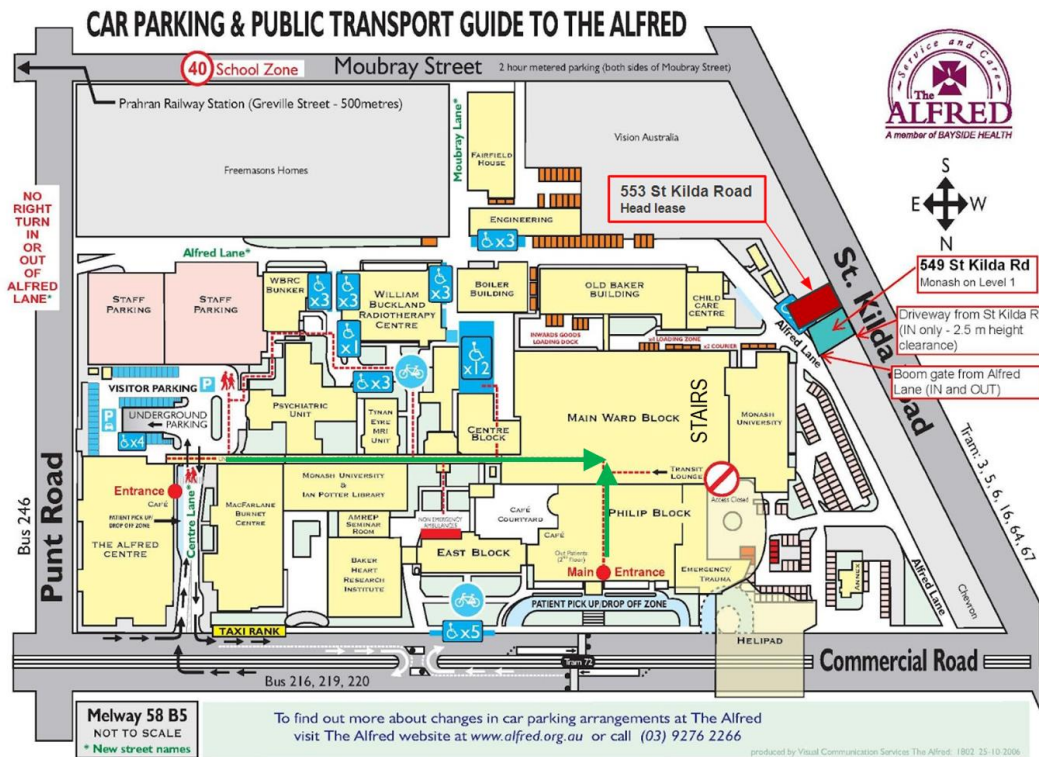 CAR PARKING & PUBLIC TRANSPORT GUIDE TO THE ALFRED
40 School Zone
Moubray Street
2 hour metered parking (both sides of Moubray Street)
Prahran Railway Station (Greville Street - 500metres)
Service and Care
The
ALFRED
A member of BAYSIDE HEALTH
S
E W
N
Freemasons Homes
Moubray Lane*
FAIRFIELD
HOUSE
Vision Australia
553 St Kilda Road
Head lease
ENGINEERING
x3
NO
RIGHT
TURN
IN OR
OUT OF
ALFRED
LANE*
Alfred Lane*
STAFF
PARKING
STAFF
PARKING
WBRC
BUNKER
x3
WILLIAM
BUCKLAND
RADIOTHERAPY
CENTRE
x3
BOILER
BUILDING
OLD BAKER
BUILDING
CHILD
CARE
CENTRE
549 St Kilda Rd
Monash on Level 1
Driveway from St Kilda R
(IN only - 2.5 m height
clearance)
Boom gate from Alfred
Lane (IN and OUT)
St. Kilda Road
Alfred Lane
x1
x3
x12
INWARDS GOODS
LOADING DOCK
x4 LOADING ZONE
x2 COURIER
VISITOR PARKING P
P
UNDERGROUND
PARKING
x4
PSYCHIATRIC
UNIT
TYNAN
EYRE
MRI
UNIT
CENTRE
BLOCK
MAIN WARD BLOCK
STAIRS
MONASH
UNIVERSITY
Tram: 3, 5, 6, 16, 64, 67
Bus 246
Punt Road
Entrance
CAFÉ
PATIENT PICK UP/
DROP OFF ZONE
THE ALFRED
CENTRE
Centre Lane*
MACFARLANE
BURNET
CENTRE
MONASH UNIVERSITY
&
IAN POTTER LIBRARY
AMREP
SEMINAR
ROOM
BAKER
HEART
RESEARCH
INSTITUTE
NON EMERGENCY
AMBULANCES
CAFÉ
COURTYARD
EAST BLOCK
CAFÉ
Out Patients
(2nd Floor)
TRANSIT
LOUNGE
PHILIP BLOCK
Access Closed
Main Entrance
EMERGENCY/
TRAUMA
ANNEX
Alfred Lane
Chevron
PATIENT PICK UP/DROP OFF ZONE
TAXI RANK
x5
HELIPAD
Tram 72
Commercial Road
Bus 216, 219, 220
Melway 58 B5
NOT TO SCALE
* New street names
To find out more about changes in car parking arrangements at The Alfred
visit The Alfred website at www.alfred.org.au or call (03) 9276 2266
produced by Visual Communication Services The Alfred: 1802 25-10-2006